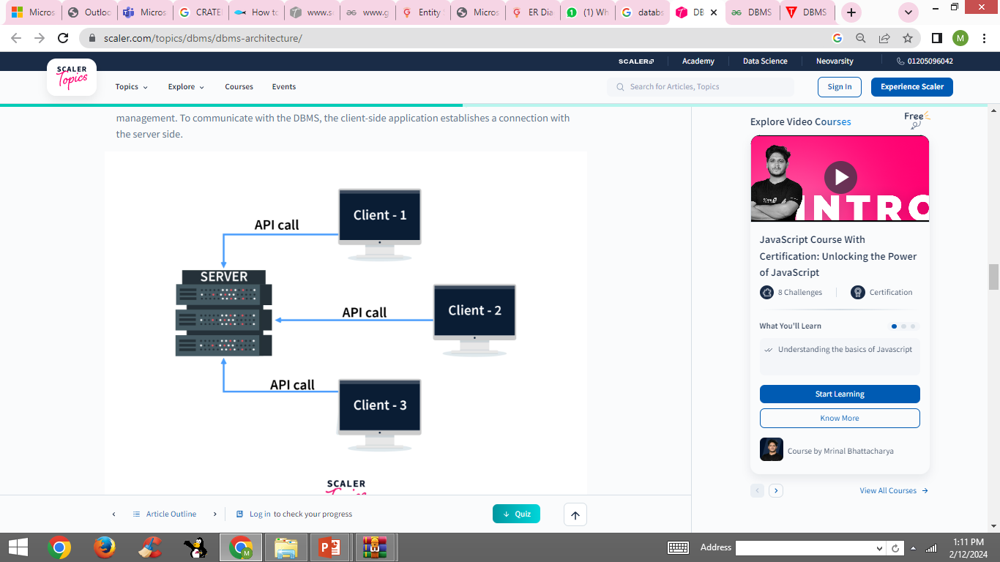 Micros
Outloo
Micros
CRATE
How to
www.s
www.g
Entity
Micros
ER Dia
(1) Wh
databs
DB
DBMS
DBMS
scaler.com/topics/dbms/dbms-architecture/
M
SCALER
Academy
Data Science
Neovarsity
01205096042
SCALER
Topics
Topics
Explore
Courses
Events
Search for Articles, Topics
Sign In
Experience Scaler
management. To communicate with the DBMS, the client-side application establishes a connection with
the server side.
Client - 1
API call
SERVER
API call
Client - 2
API call
Client - 3
SCALER
Explore Video Courses
Free
INTRO
JavaScript Course With
Certification: Unlocking the Power
of JavaScript
8 Challenges
Certification
What You'll Learn
Understanding the basics of Javascript
Start Learning
Know More
Course by Mrinal Bhattacharya
View All Courses
Article Outline
Log in to check your progress
Quiz
Address
1:11 PM
2/12/2024